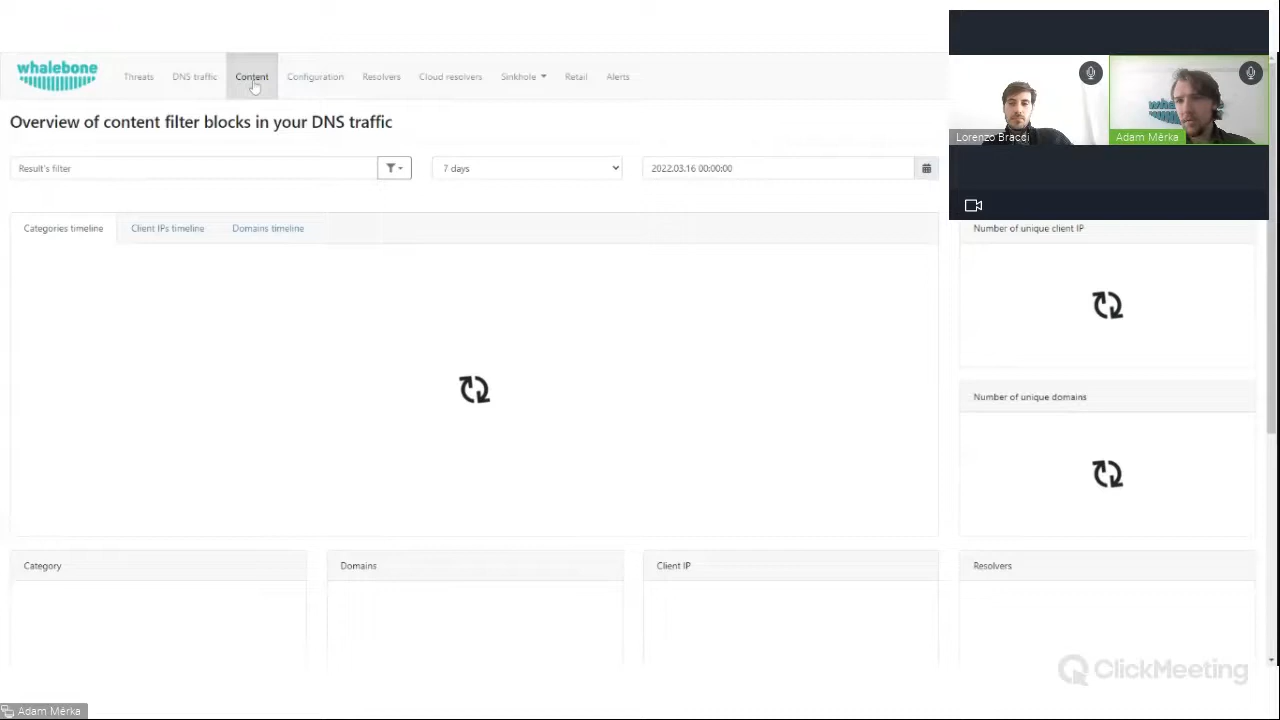 whalebone
Threats DNS traffic Content Configuration Resolvers Cloud resolvers Sinkhole Retail Alerts
Lorenzo Bracci Adam Měrka
Overview of content filter blocks in your DNS traffic
Result's filter 7 days 2022.03.16 00:00:00
Categories timeline Client IPs timeline Domains timeline
Number of unique client IP
Number of unique domains
Category Domains Client IP Resolvers
ClickMeeting
Adam Měrka